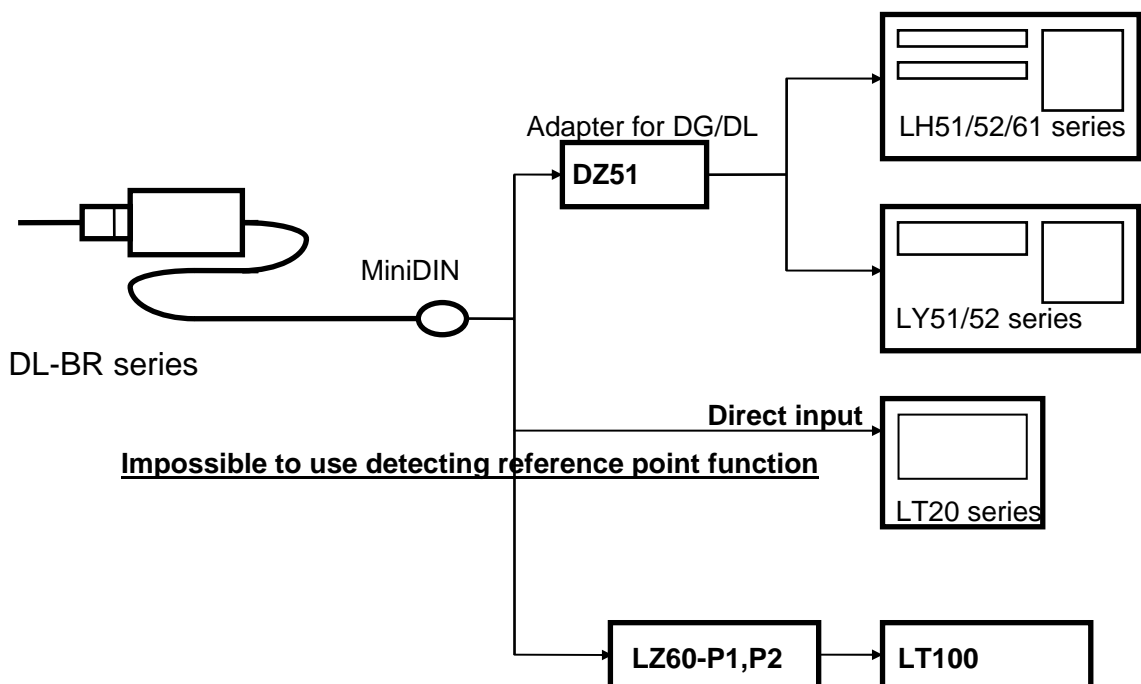 LH51/52/61 series
Adapter for DG/DL
DZ51
MiniDIN
LY51/52 series
DL-BR series
Direct input
Impossible to use detecting reference point function
LT20 series
LZ60-P1,P2
LT100